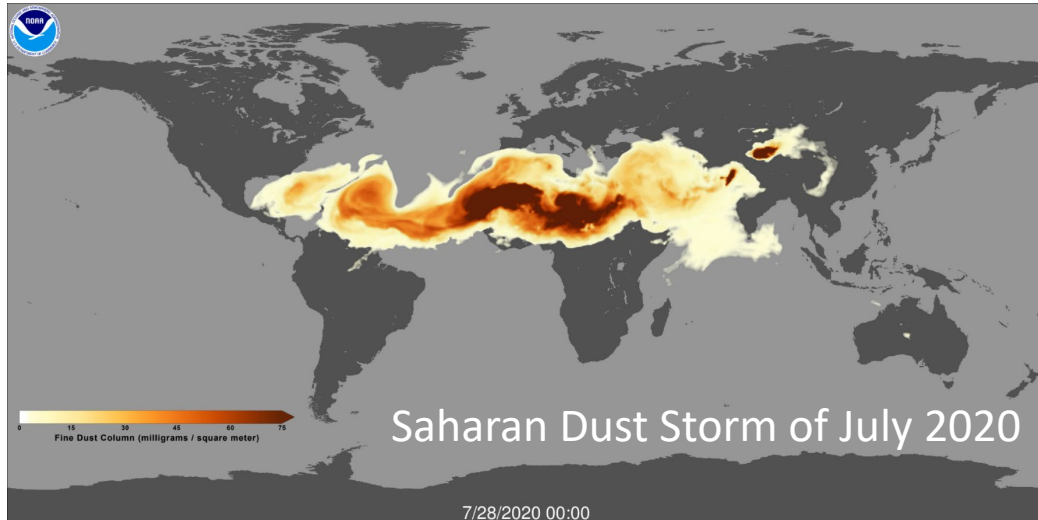 NOAA
0 15 30 45 60 75
Fine Dust Column (milligrams / square meter)
Saharan Dust Storm of July 2020
7/28/2020 00:00